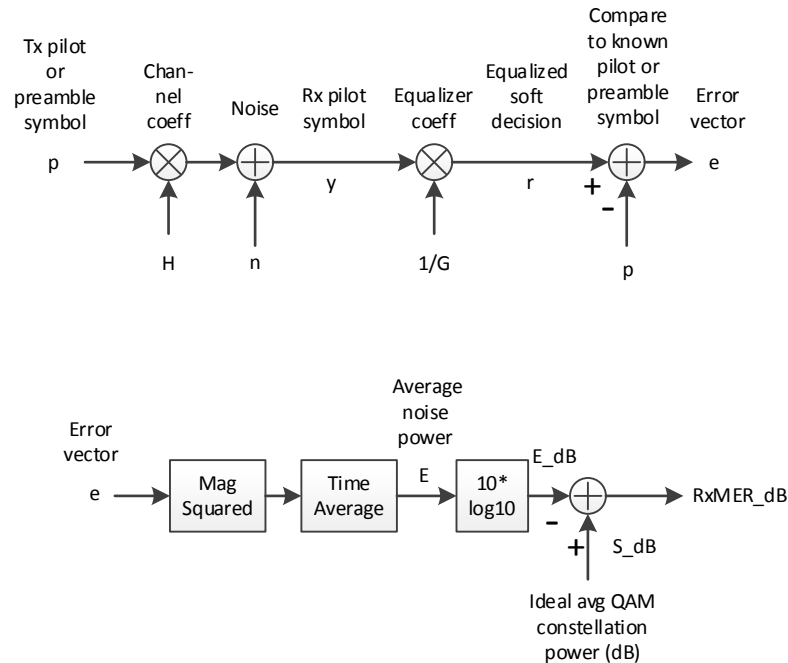 Tx pilot
or
preamble
symbol
Chan-
nel
coeff
Noise
Rx pilot
symbol
Equalizer
coeff
Equalized
soft
decision
Compare
to known
pilot or
preamble
symbol
Error
vector
p
y
r
e
+
-
H
n
1/G
p
Error
vector
e
Mag
Squared
Time
Average
Average
noise
power
E
10*
log10
E_dB
-
+
S_dB
RxMER_dB
Ideal avg QAM
constellation
power (dB)